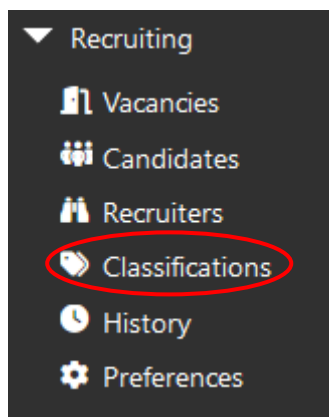 Recruiting
Vacancies
Candidates
Recruiters
Classifications
History
Preferences